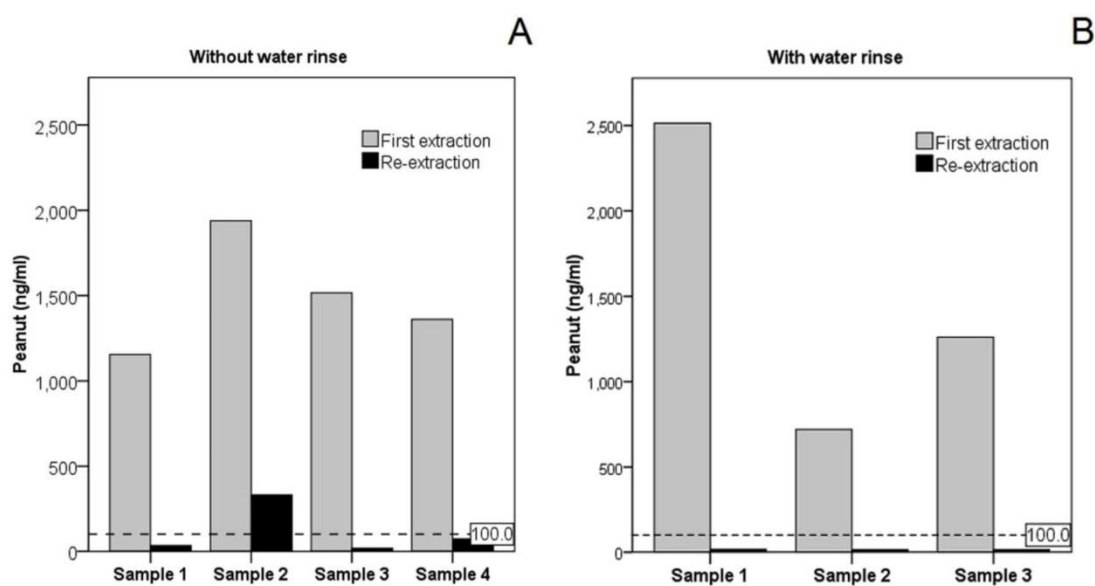 A
Without water rinse
2,500
2,000
1,500
1,000
500
0
Peanut (ng/ml)
First extraction
Re-extraction
100.0
Sample 1 Sample 2 Sample 3 Sample 4
B
With water rinse
2,500
2,000
1,500
1,000
500
0
Peanut (ng/ml)
First extraction
Re-extraction
100.0
Sample 1 Sample 2 Sample 3